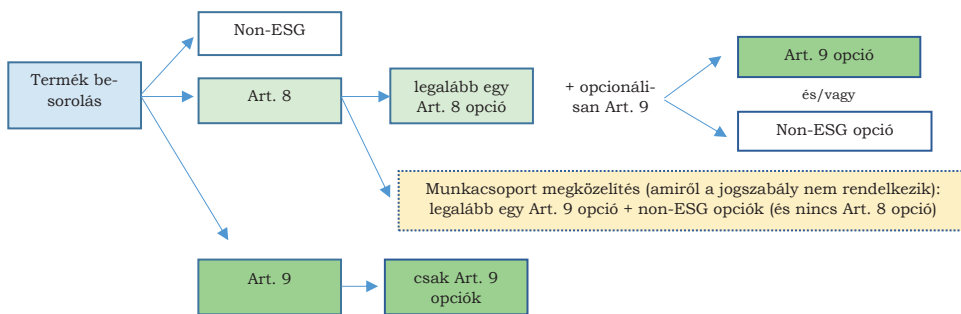 Non-ESG
Termék be-
sorolás
Art. 8
legalább egy
Art. 8 opció
+ opcionáli-
san Art. 9
Art. 9 opció
és/vagy
Non-ESG opció
Munkacsoport megközelítés (amiről a jogszabály nem rendelkezik):
legalább egy Art. 9 opció + non-ESG opciók (és nincs Art. 8 opció)
Art. 9
csak Art. 9
opciók